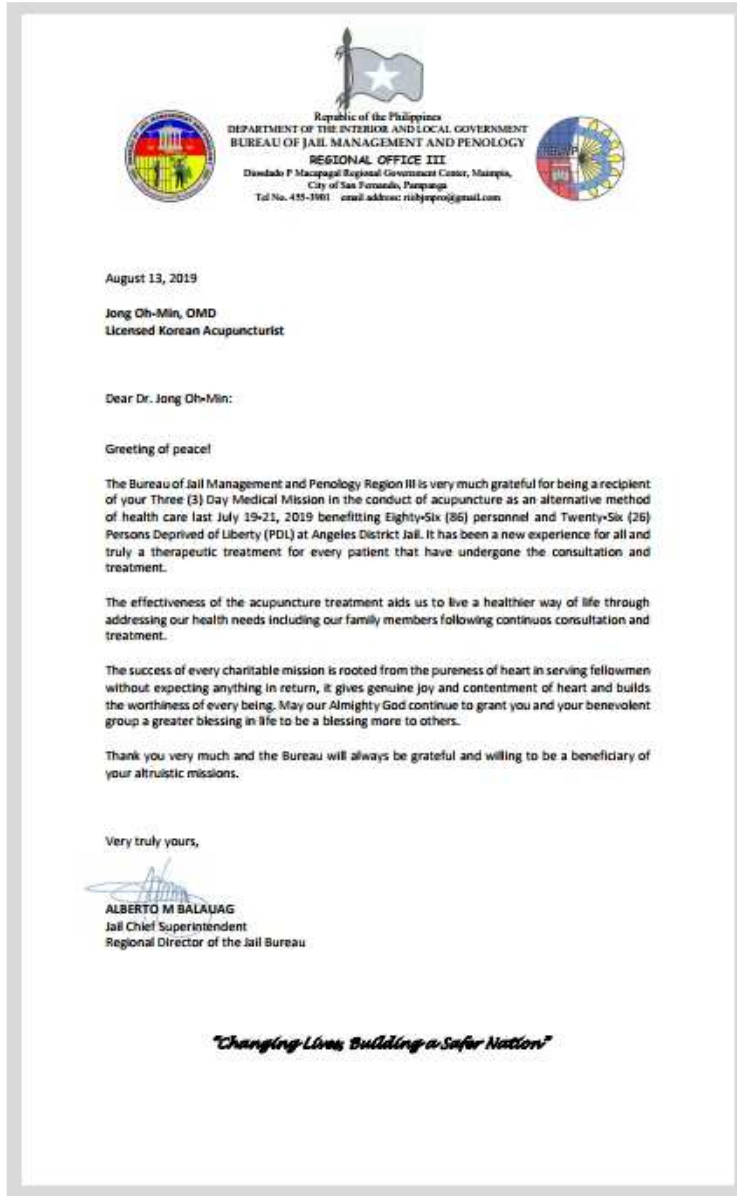 Republic of the Philippines
DEPARTMENT OF THE INTERIOR AND LOCAL GOVERNMENT
BUREAU OF JAIL MANAGEMENT AND PENOLOGY
REGIONAL OFFICE III
Diosdado P Macapagal Regional Government Center, Maimpis,
City of San Fernando, Pampanga
Tel No. 455-3901 email address:
August 13, 2019
Jong Oh-Min, OMD
Licensed Korean Acupuncturist
Dear Dr. Jong Oh-Min:
Greeting of peace!
The Bureau of Jail Management and Penology Region III is very much grateful for being a recipient
of your Three (3) Day Medical Mission in the conduct of acupuncture as an alternative method
of health care last July 19-21, 2019 benefitting Eighty-Six (86) personnel and Twenty-Six (26)
Persons Deprived of Liberty (PDL) at Angeles District Jail. It has been a new experience for all and
truly a therapeutic treatment for every patient that have undergone the consultation and
treatment.
The effectiveness of the acupuncture treatment aids us to live a healthier way of life through
addressing our health needs including our family members following continuos consultation and
treatment.
The success of every charitable mission is rooted from the pureness of heart in serving fellowmen
without expecting anything in return, it gives genuine joy and contentment of heart and builds
the worthiness of every being. May our Almighty God continue to grant you and your benevolent
group a greater blessing in life to be a blessing more to others.
Thank you very much and the Bureau will always be grateful and willing to be a beneficiary of
your altruistic missions.
Very truly yours,
ALBERTO M BALAUAG
Jail Chief Superintendent
Regional Director of the Jail Bureau
"Changing Lives, Building a Safer Nation"